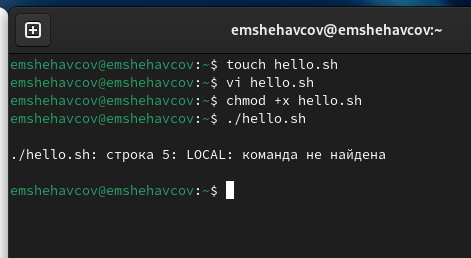 emshehavcov@emshehavcov:~
emshehavcov@emshehavcov:~$ touch hello.sh
emshehavcov@emshehavcov:~$ vi hello.sh
emshehavcov@emshehavcov:~$ chmod +x hello.sh
emshehavcov@emshehavcov:~$ ./hello.sh
./hello.sh: строка 5: LOCAL: команда не найдена
emshehavcov@emshehavcov:~$